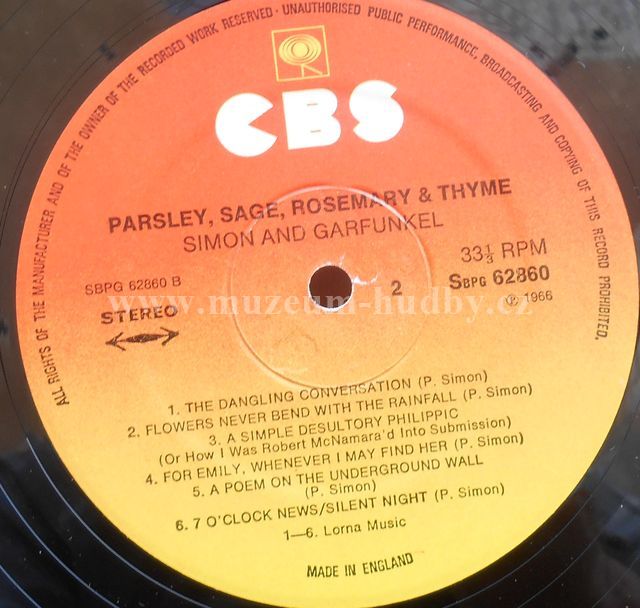 ALL RIGHTS OF THE MANUFACTURER AND OF THE OWNER OF THE RECORDED WORK RESERVED · UNAUTHORISED PUBLIC PERFORMANCE, BROADCASTING AND COPYING OF THIS RECORD PROHIBITED.
CBS
PARSLEY, SAGE, ROSEMARY & THYME
SIMON AND GARFUNKEL
33⅓ RPM
SBPG 62860 B
2
SBPG 62860
STEREO
℗ 1966
www.muzeum-hudby.cz
1. THE DANGLING CONVERSATION (P. Simon)
2. FLOWERS NEVER BEND WITH THE RAINFALL (P. Simon)
3. A SIMPLE DESULTORY PHILIPPIC
(Or How I Was Robert McNamara'd Into Submission)
4. FOR EMILY, WHENEVER I MAY FIND HER (P. Simon)
5. A POEM ON THE UNDERGROUND WALL
(P. Simon)
6. 7 O'CLOCK NEWS/SILENT NIGHT (P. Simon)
1—6. Lorna Music
MADE IN ENGLAND